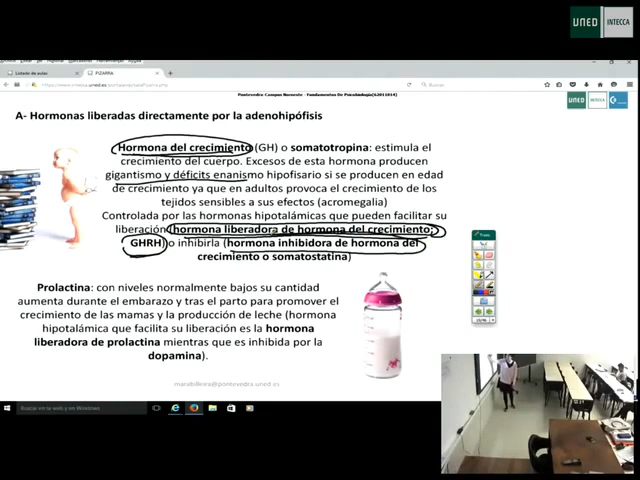 UNED
INTECCA
Listado de aulas
PIZARRA
Buscar
Pontevedra-Campus Noroeste - Fundamentos De Psicobiología(62011014)
UNED
INTECCA
A- Hormonas liberadas directamente por la adenohipófisis
Hormona del crecimiento (GH) o somatotropina: estimula el
crecimiento del cuerpo. Excesos de esta hormona producen
gigantismo y déficits enanismo hipofisario si se producen en edad
de crecimiento ya que en adultos provoca el crecimiento de los
tejidos sensibles a sus efectos (acromegalia)
Controlada por las hormonas hipotalámicas que pueden facilitar su
liberación (hormona liberadora de hormona del crecimiento:
GHRH) o inhibirla (hormona inhibidora de hormona del
crecimiento o somatostatina)
Prolactina: con niveles normalmente bajos su cantidad
aumenta durante el embarazo y tras el parto para promover el
crecimiento de las mamas y la producción de leche (hormona
hipotalámica que facilita su liberación es la hormona
liberadora de prolactina mientras que es inhibida por la
dopamina).
marabilleira@pontevedra.uned.es
Buscar en la web y en Windows